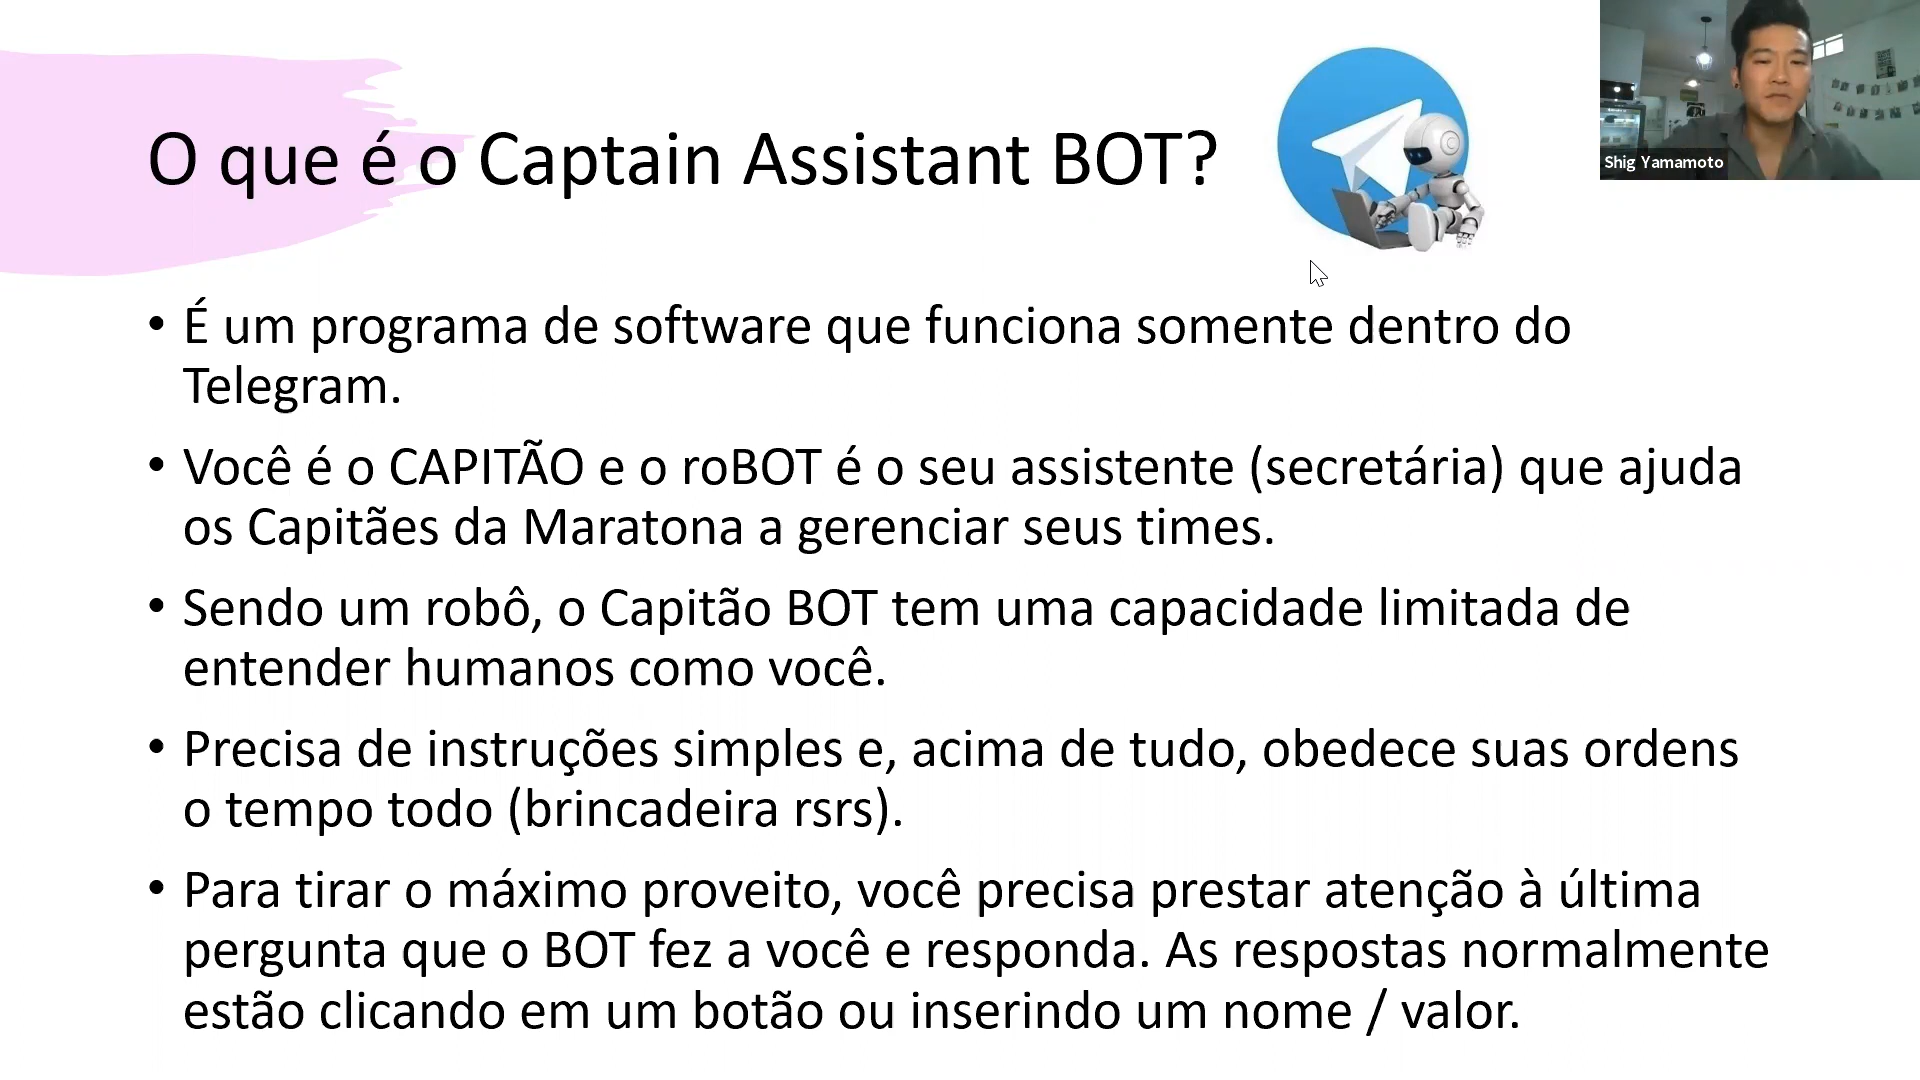 O que é o Captain Assistant BOT?
Shig Yamamoto
• É um programa de software que funciona somente dentro do
Telegram.
• Você é o CAPITÃO e o roBOT é o seu assistente (secretária) que ajuda
os Capitães da Maratona a gerenciar seus times.
• Sendo um robô, o Capitão BOT tem uma capacidade limitada de
entender humanos como você.
• Precisa de instruções simples e, acima de tudo, obedece suas ordens
o tempo todo (brincadeira rsrs).
• Para tirar o máximo proveito, você precisa prestar atenção à última
pergunta que o BOT fez a você e responda. As respostas normalmente
estão clicando em um botão ou inserindo um nome / valor.